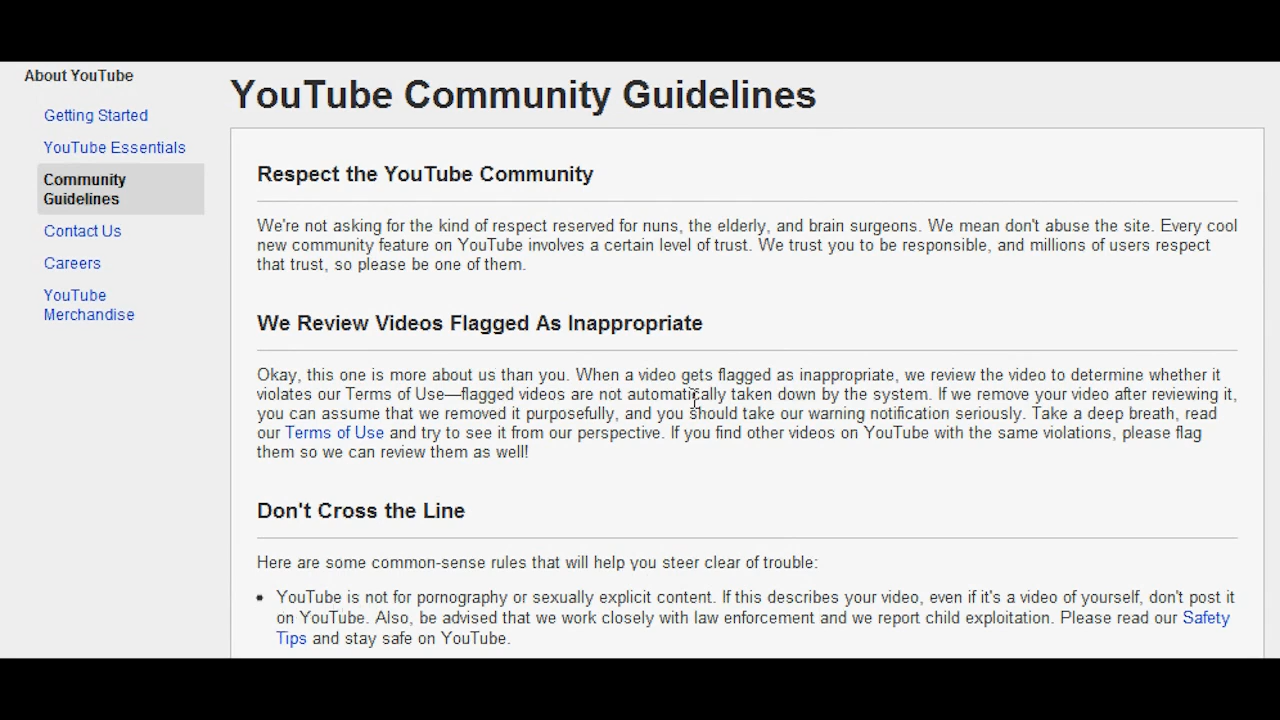 About YouTube
Getting Started
YouTube Essentials
Community
Guidelines
Contact Us
Careers
YouTube
Merchandise
YouTube Community Guidelines
Respect the YouTube Community
We're not asking for the kind of respect reserved for nuns, the elderly, and brain surgeons. We mean don't abuse the site. Every cool
new community feature on YouTube involves a certain level of trust. We trust you to be responsible, and millions of users respect
that trust, so please be one of them.
We Review Videos Flagged As Inappropriate
Okay, this one is more about us than you. When a video gets flagged as inappropriate, we review the video to determine whether it
violates our Terms of Use—flagged videos are not automatically taken down by the system. If we remove your video after reviewing it,
you can assume that we removed it purposefully, and you should take our warning notification seriously. Take a deep breath, read
our Terms of Use and try to see it from our perspective. If you find other videos on YouTube with the same violations, please flag
them so we can review them as well!
Don't Cross the Line
Here are some common-sense rules that will help you steer clear of trouble:
• YouTube is not for pornography or sexually explicit content. If this describes your video, even if it's a video of yourself, don't post it
on YouTube. Also, be advised that we work closely with law enforcement and we report child exploitation. Please read our Safety
Tips and stay safe on YouTube.